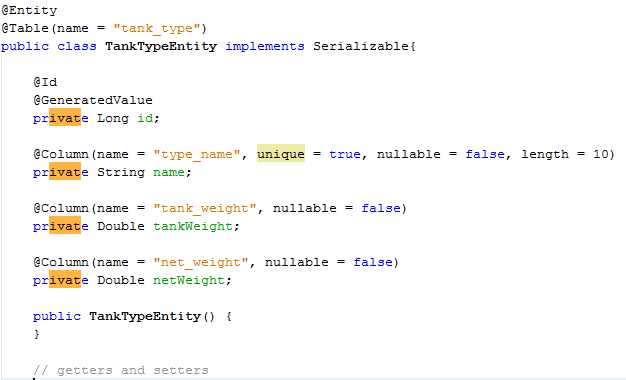 @Entity
@Table(name = "tank_type")
public class TankTypeEntity implements Serializable{
@Id
@GeneratedValue
private Long id;
@Column(name = "type_name", unique = true, nullable = false, length = 10)
private String name;
@Column(name = "tank_weight", nullable = false)
private Double tankWeight;
@Column(name = "net_weight", nullable = false)
private Double netWeight;
public TankTypeEntity() {
}
// getters and setters